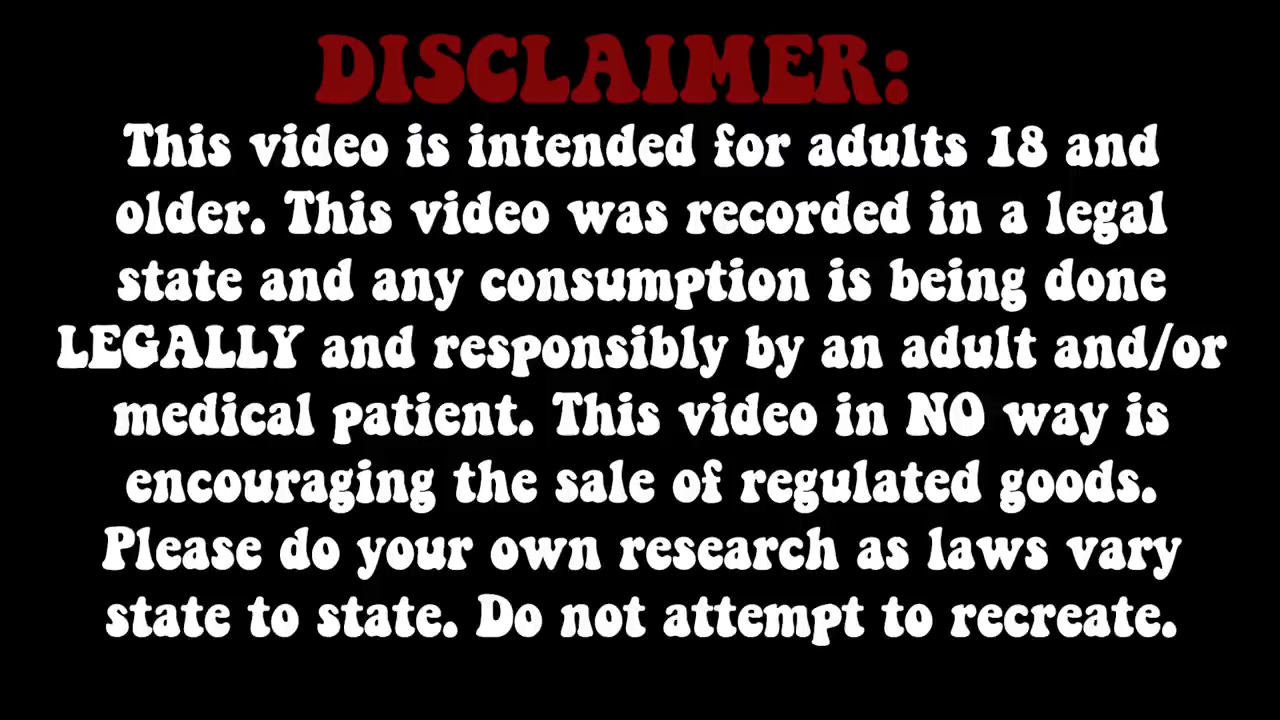 DISCLAIMER:
This video is intended for adults 18 and
older. This video was recorded in a legal
state and any consumption is being done
LEGALLY and responsibly by an adult and/or
medical patient. This video in NO way is
encouraging the sale of regulated goods.
Please do your own research as laws vary
state to state. Do not attempt to recreate.